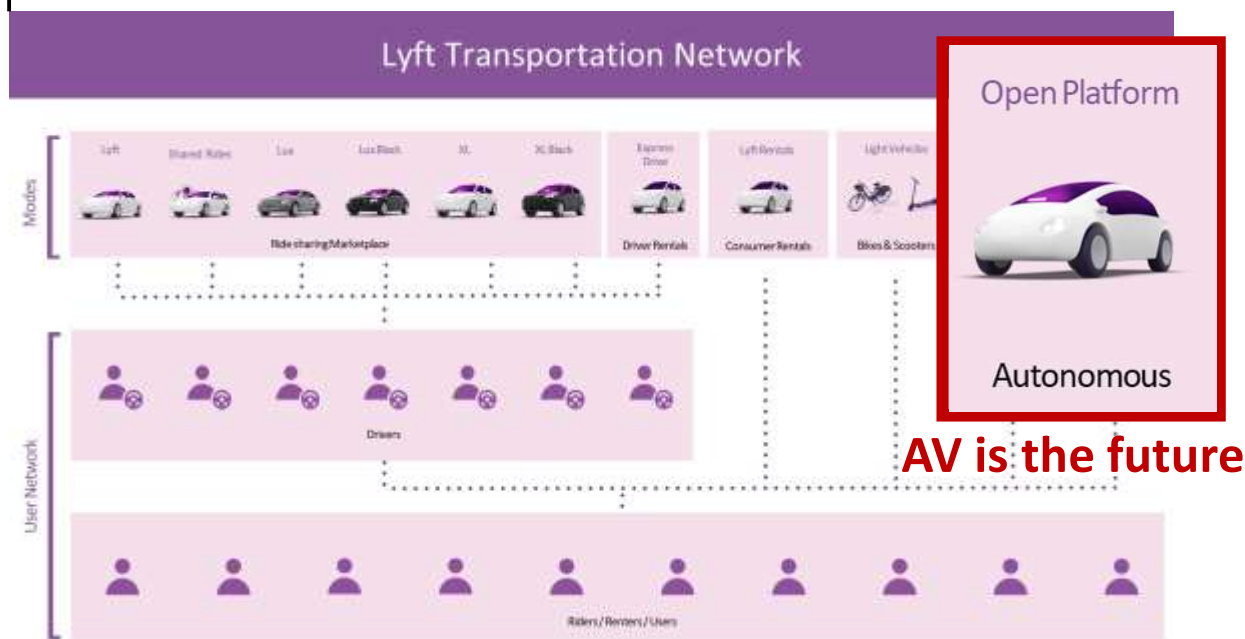 Lyft Transportation Network
Open Platform
Lyft
Shared Rides
Lux
Lux Black
XL
XL Black
Express
Driver
Lyft Rentals
Light Vehicles
Modes
Ride sharing Marketplace
Driver Rentals
Consumer Rentals
Bikes & Scooters
Autonomous
AV is the future
Drivers
User Network
Riders / Renters / Users